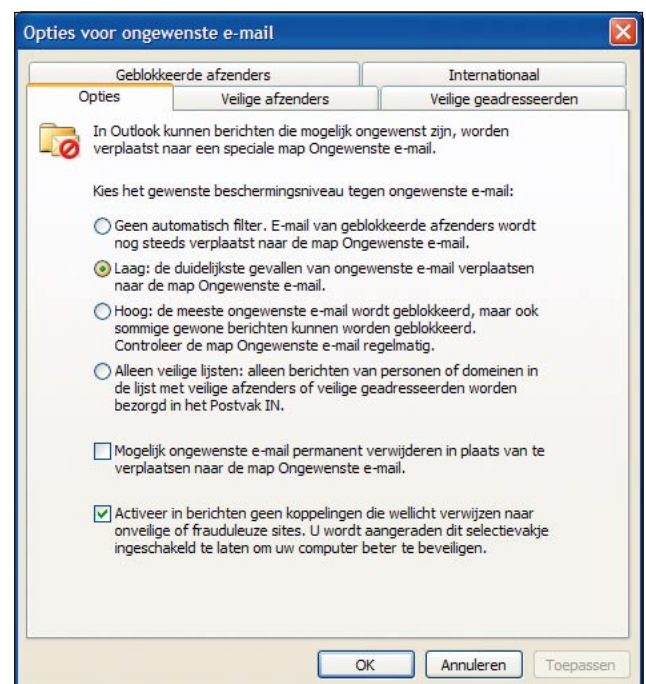 Opties voor ongewenste e-mail
Geblokkeerde afzenders
Internationaal
Opties
Veilige afzenders
Veilige geadresseerden
In Outlook kunnen berichten die mogelijk ongewenst zijn, worden
verplaatst naar een speciale map Ongewenste e-mail.
Kies het gewenste beschermingsniveau tegen ongewenste e-mail:
Geen automatisch filter. E-mail van geblokkeerde afzenders wordt
nog steeds verplaatst naar de map Ongewenste e-mail.
Laag: de duidelijkste gevallen van ongewenste e-mail verplaatsen
naar de map Ongewenste e-mail.
Hoog: de meeste ongewenste e-mail wordt geblokkeerd, maar ook
sommige gewone berichten kunnen worden geblokkeerd.
Controleer de map Ongewenste e-mail regelmatig.
Alleen veilige lijsten: alleen berichten van personen of domeinen in
de lijst met veilige afzenders of veilige geadresseerden worden
bezorgd in het Postvak IN.
Mogelijk ongewenste e-mail permanent verwijderen in plaats van te
verplaatsen naar de map Ongewenste e-mail.
Activeer in berichten geen koppelingen die wellicht verwijzen naar
onveilige of frauduleuze sites. U wordt aangeraden dit selectievakje
ingeschakeld te laten om uw computer beter te beveiligen.
OK
Annuleren
Toepassen